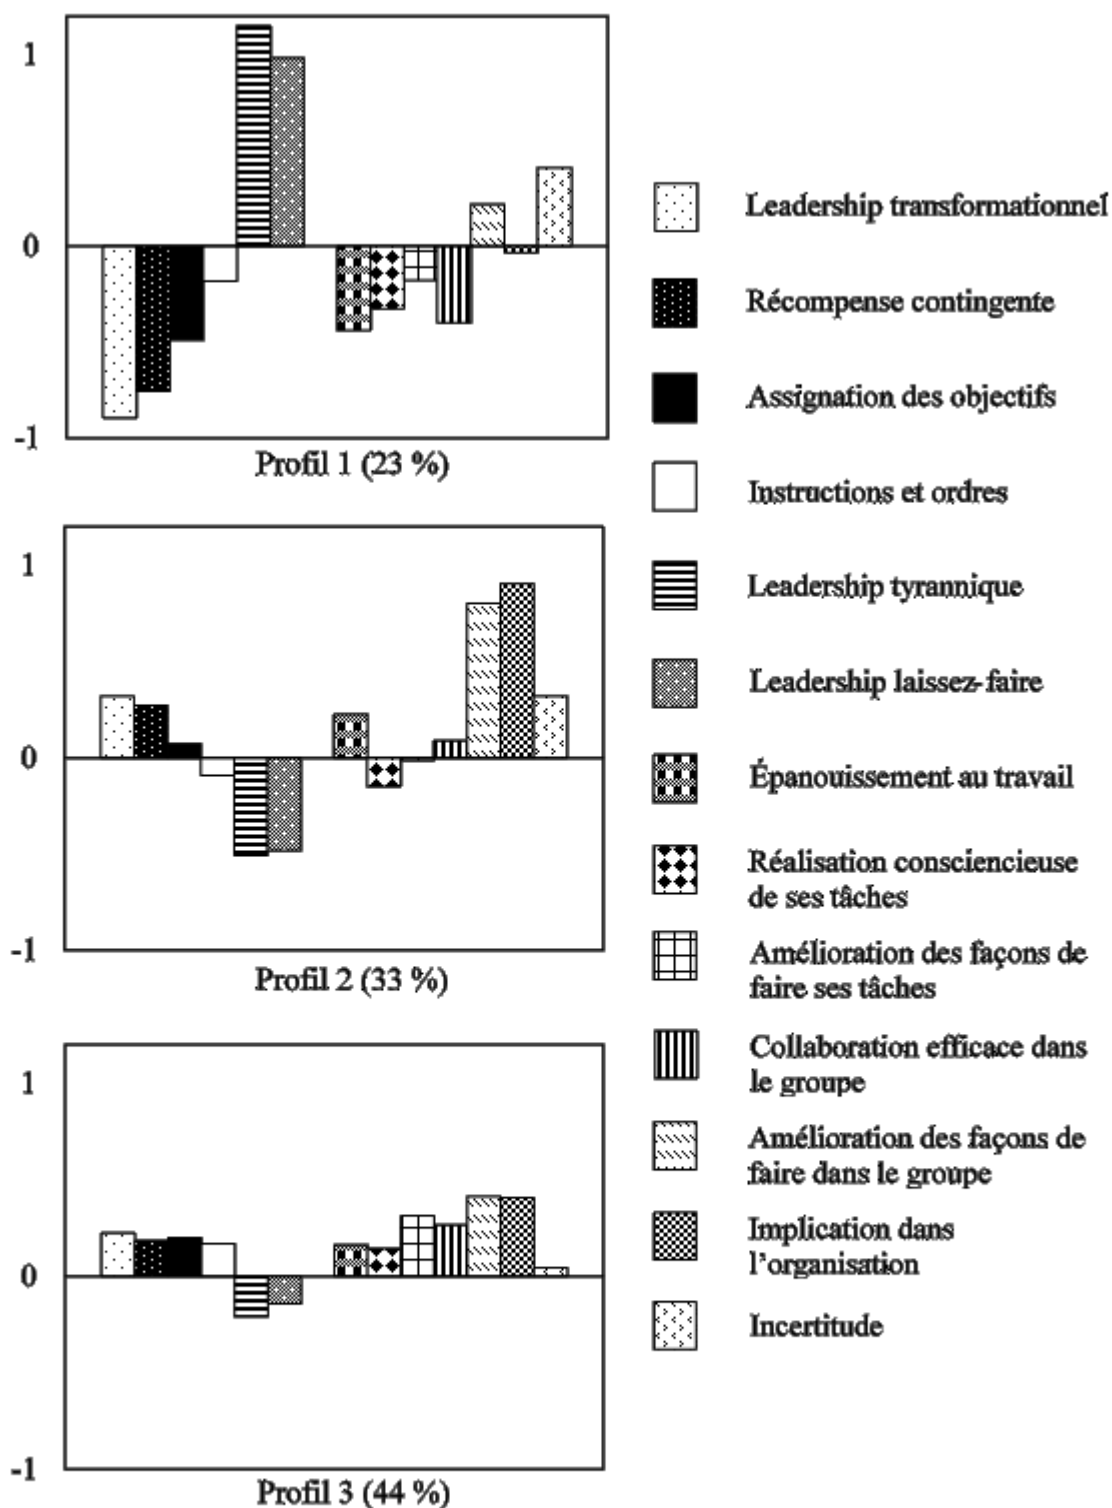 1
0
-1
Profil 1 (23 %)
1
0
-1
Profil 2 (33 %)
1
0
-1
Profil 3 (44 %)
Leadership transformationnel
Récompense contingente
Assignation des objectifs
Instructions et ordres
Leadership tyrannique
Leadership laissez-faire
Épanouissement au travail
Réalisation consciencieuse
de ses tâches
Amélioration des façons de
faire ses tâches
Collaboration efficace dans
le groupe
Amélioration des façons de
faire dans le groupe
Implication dans
l'organisation
Incertitude